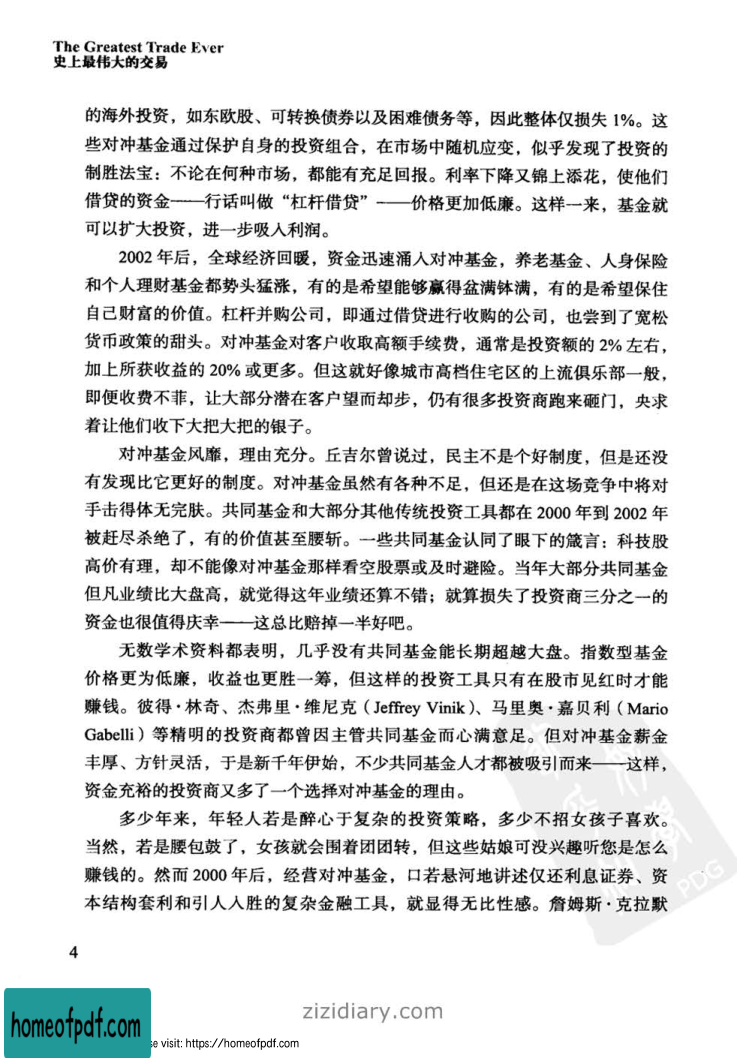 The Greatest Trade Ever
史上最伟大的交易
的海外投资，如东欧股、可转换债券以及困难债务等，因此整体仅损失 1%。这
些对冲基金通过保护自身的投资组合，在市场中随机应变，似乎发现了投资的
制胜法宝：不论在何种市场，都能有充足回报。利率下降又锦上添花，使他们
借贷的资金——行话叫做“杠杆借贷”——价格更加低廉。这样一来，基金就
可以扩大投资，进一步吸入利润。
2002 年后，全球经济回暖，资金迅速涌入对冲基金，养老基金、人身保险
和个人理财基金都势头猛涨，有的是希望能够赢得盆满钵满，有的是希望保住
自己财富的价值。杠杆并购公司，即通过借贷进行收购的公司，也尝到了宽松
货币政策的甜头。对冲基金对客户收取高额手续费，通常是投资额的 2% 左右，
加上所获收益的 20% 或更多。但这就好像城市高档住宅区的上流俱乐部一般，
即便收费不菲，让大部分潜在客户望而却步，仍有很多投资商跑来砸门，央求
着让他们收下大把大把的银子。
对冲基金风靡，理由充分。丘吉尔曾说过，民主不是个好制度，但是还没
有发现比它更好的制度。对冲基金虽然有各种不足，但还是在这场竞争中将对
手击得体无完肤。共同基金和大部分其他传统投资工具都在 2000 年到 2002 年
被赶尽杀绝了，有的价值甚至腰斩。一些共同基金认同了眼下的箴言：科技股
高价有理，却不能像对冲基金那样看空股票或及时避险。当年大部分共同基金
但凡业绩比大盘高，就觉得这年业绩还算不错；就算损失了投资商三分之一的
资金也很值得庆幸——这总比赔掉一半好吧。
无数学术资料都表明，几乎没有共同基金能长期超越大盘。指数型基金
价格更为低廉，收益也更胜一筹，但这样的投资工具只有在股市见红时才能
赚钱。彼得·林奇、杰弗里·维尼克（Jeffrey Vinik）、马里奥·嘉贝利（Mario
Gabelli）等精明的投资商都曾因主管共同基金而心满意足。但对冲基金薪金
丰厚、方针灵活，于是新千年伊始，不少共同基金人才都被吸引而来——这样，
资金充裕的投资商又多了一个选择对冲基金的理由。
多少年来，年轻人若是醉心于复杂的投资策略，多少不招女孩子喜欢。
当然，若是腰包鼓了，女孩就会围着团团转，但这些姑娘可没兴趣听您是怎么
赚钱的。然而 2000 年后，经营对冲基金，口若悬河地讲述仅还利息证券、资
本结构套利和引人入胜的复杂金融工具，就显得无比性感。詹姆斯·克拉默
PDG
4
zizidiary.com
homeofpdf.com
se visit: https://homeofpdf.com